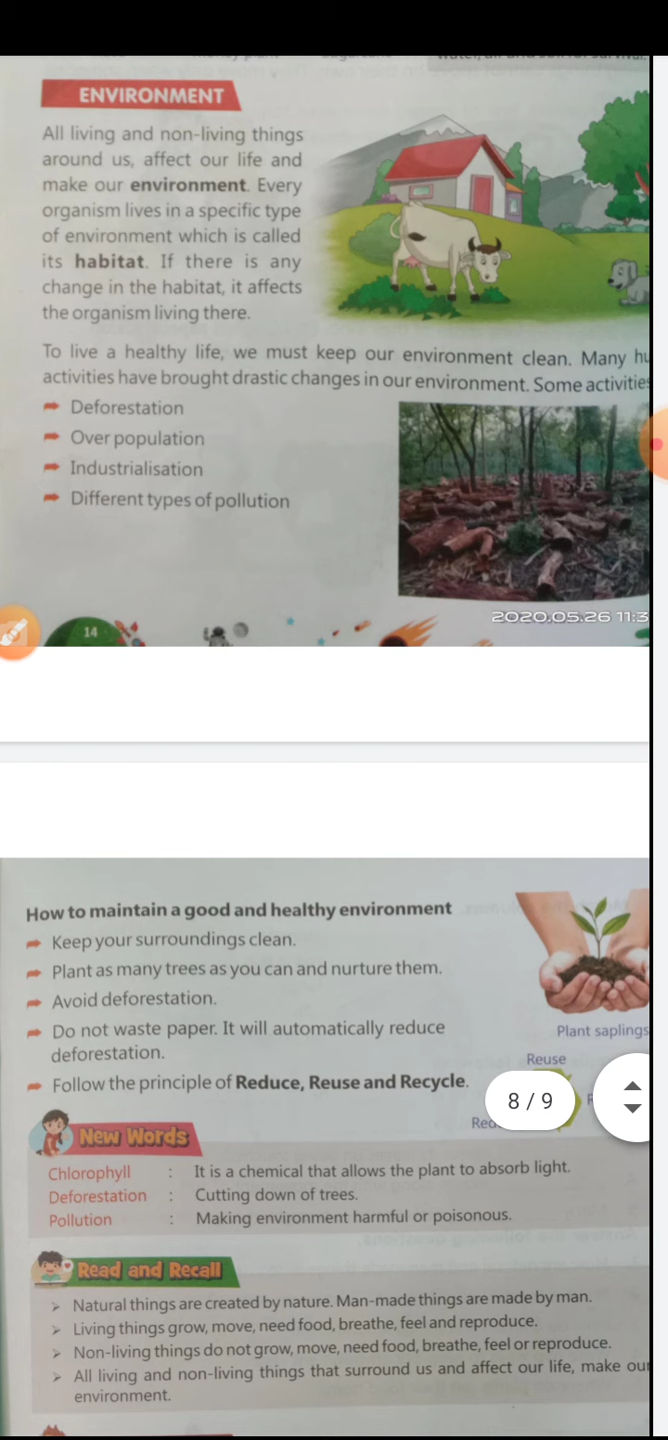 ENVIRONMENT
All living and non-living things
around us, affect our life and
make our environment. Every
organism lives in a specific type
of environment which is called
its habitat. If there is any
change in the habitat, it affects
the organism living there.
To live a healthy life, we must keep our environment clean. Many
activities have brought drastic changes in our environment. Some
Deforestation
Over population
Industrialisation
Different types of pollution
2020.05.26 11:3
14
How to maintain a good and healthy environment
Keep your surroundings clean.
Plant as many trees as you can and nurture them.
Avoid deforestation.
Do not waste paper. It will automatically reduce
deforestation.
Follow the principle of Reduce, Reuse and Recycle.
Plant saplings
Reuse
8 / 9
New Words
Chlorophyll : It is a chemical that allows the plant to absorb light.
Deforestation : Cutting down of trees.
Pollution : Making environment harmful or poisonous.
Read and Recall
Natural things are created by nature. Man-made things are made by man.
Living things grow, move, need food, breathe, feel and reproduce.
Non-living things do not grow, move, need food, breathe, feel or reproduce.
All living and non-living things that surround us and affect our life, make our
environment.